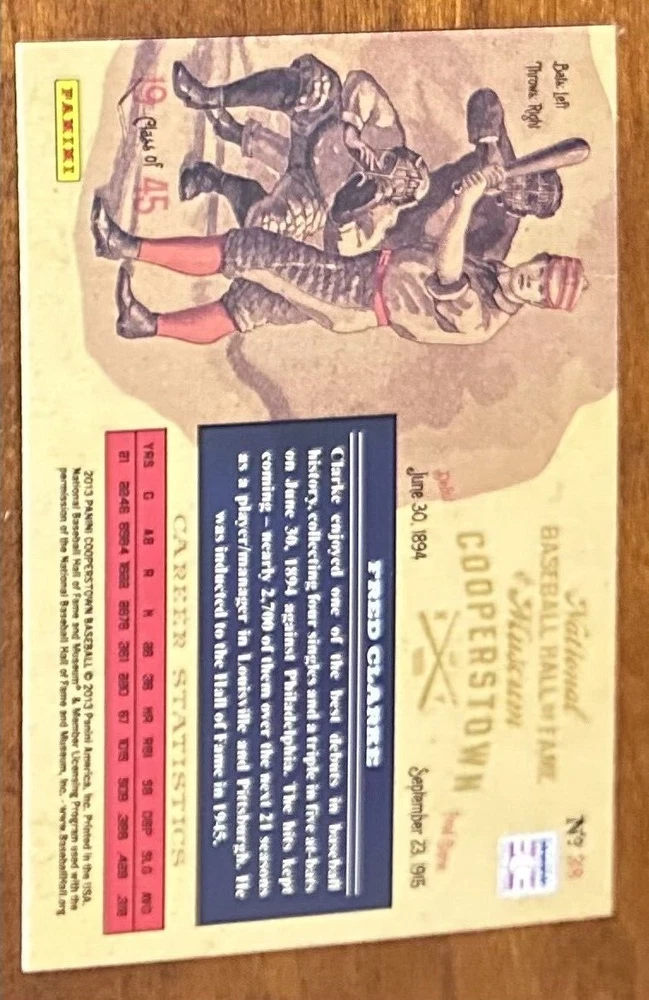 Bats Left
Throws Right
19 Class of 45
PANINI
National
BASEBALL HALL OF FAME
& Museum
COOPERSTOWN
Nº 39
Debut
June 30, 1894
Final Game
September 23, 1915
FRED CLARKE
Clarke enjoyed one of the best debuts in baseball
history, collecting four singles and a triple in five at-bats
on June 30, 1894 against Philadelphia. The hits kept
coming – nearly 2,700 of them over the next 21 seasons
as a player/manager in Louisville and Pittsburgh. He
was inducted to the Hall of Fame in 1945.
CAREER STATISTICS
YRS G AB R H 2B 3B HR RBI SB OBP SLG AVG
21 2246 8584 1622 2678 361 220 67 1015 509 .386 .429 .312
2013 PANINI COOPERSTOWN BASEBALL © 2013 Panini America, Inc. Printed in the USA.
National Baseball Hall of Fame and Museum® & Member Licensing Program used with the
permission of the National Baseball Hall of Fame and Museum, Inc. - www.BaseballHall.org